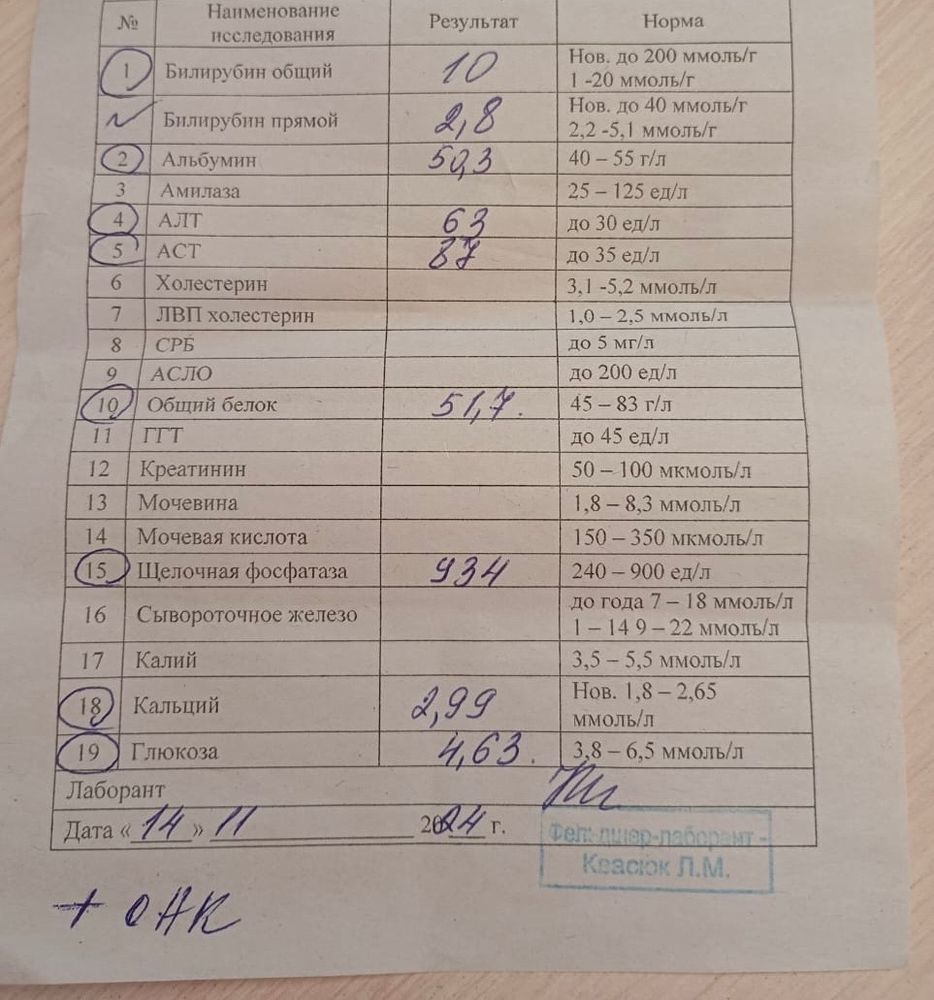 № Наименование исследования Результат Норма
1 Билирубин общий 10 Нов. до 200 ммоль/г
1 -20 ммоль/г
Билирубин прямой 2,8 Нов. до 40 ммоль/г
2,2 -5,1 ммоль/г
2 Альбумин 50,3 40 – 55 г/л
3 Амилаза 25 – 125 ед/л
4 АЛТ 63 до 30 ед/л
5 АСТ 87 до 35 ед/л
6 Холестерин 3,1 -5,2 ммоль/л
7 ЛВП холестерин 1,0 – 2,5 ммоль/л
8 СРБ до 5 мг/л
9 АСЛО до 200 ед/л
10 Общий белок 51,7. 45 – 83 г/л
11 ГГТ до 45 ед/л
12 Креатинин 50 – 100 мкмоль/л
13 Мочевина 1,8 – 8,3 ммоль/л
14 Мочевая кислота 150 – 350 мкмоль/л
15 Щелочная фосфатаза 934 240 – 900 ед/л
16 Сывороточное железо до года 7 – 18 ммоль/л
1 – 14 9 – 22 ммоль/л
17 Калий 3,5 – 5,5 ммоль/л
18 Кальций 2,99 Нов. 1,8 – 2,65
ммоль/л
19 Глюкоза 4,63. 3,8 – 6,5 ммоль/л
Лаборант
Дата « 14 » 11 2024 г.
Фельдшер-лаборант -
Квасюк Л.М.
+ ОАК